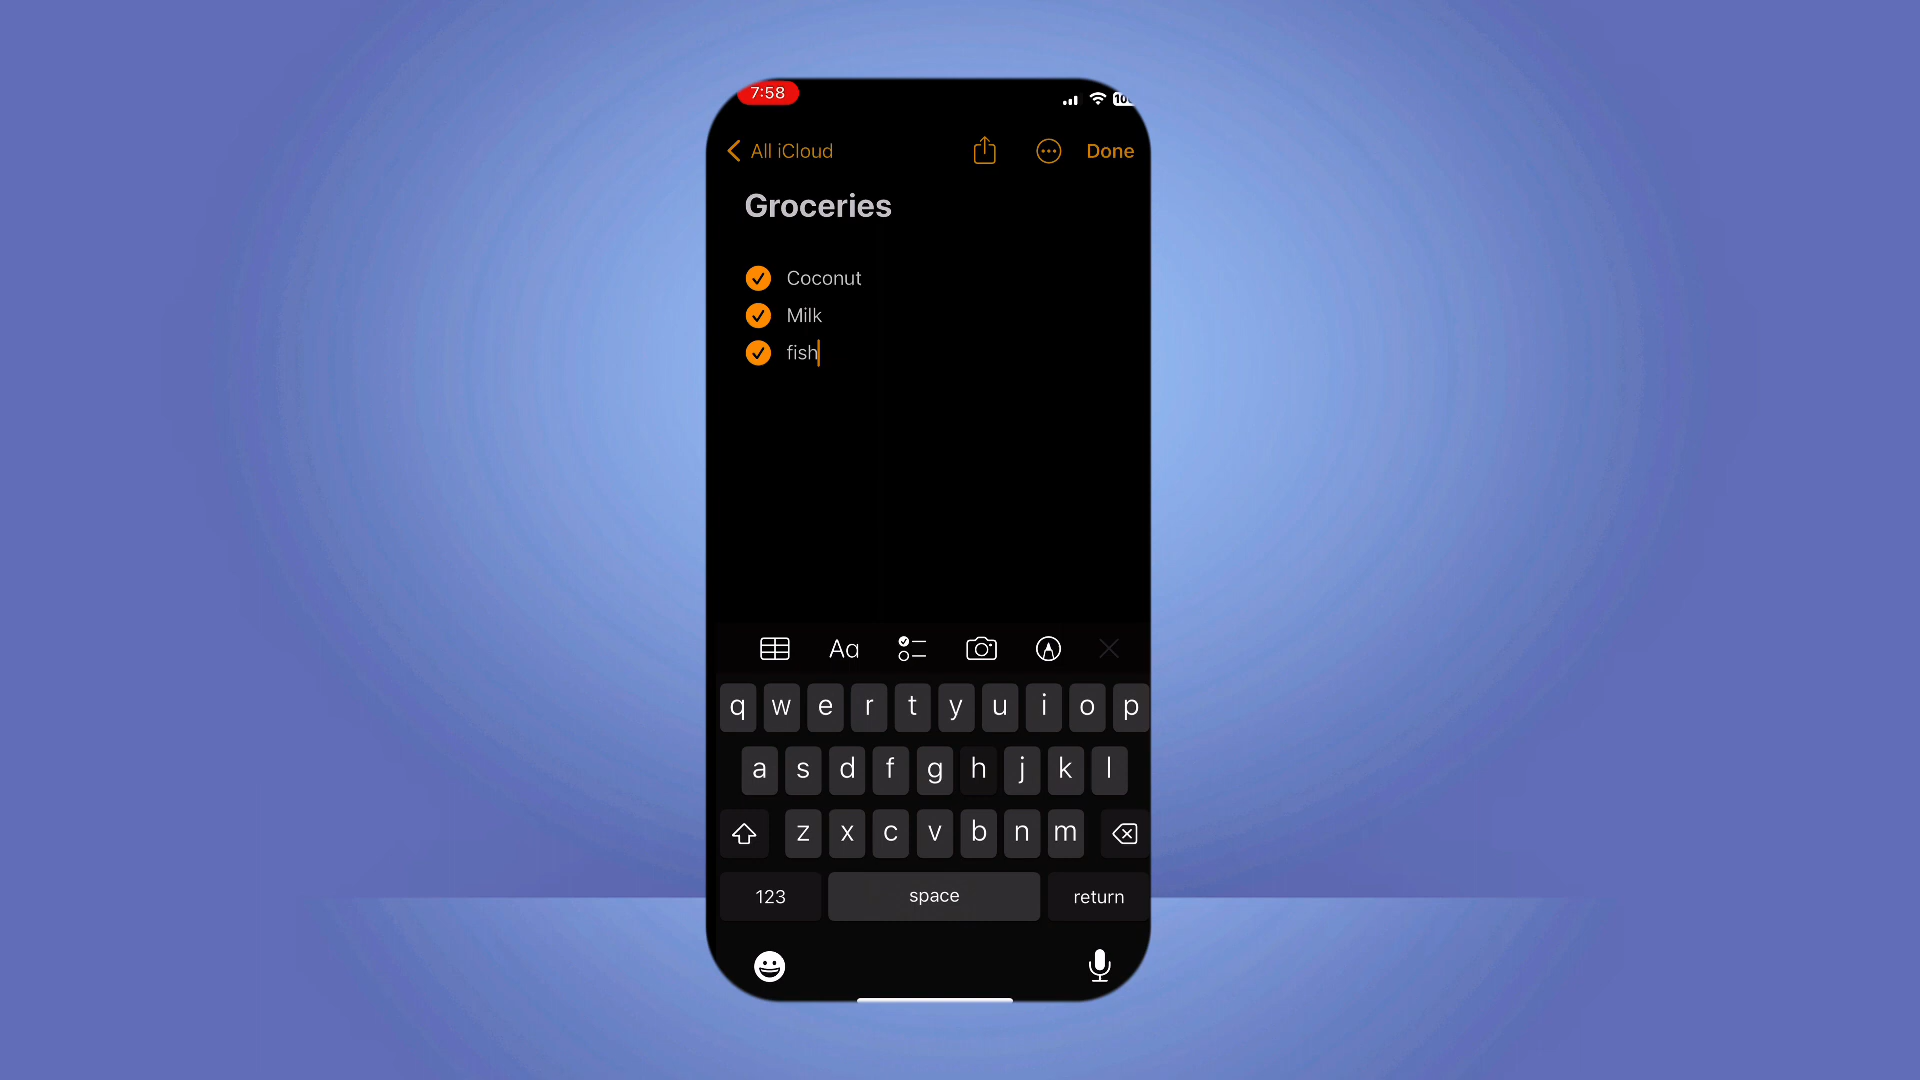 7:58
All iCloud
Done
Groceries
Coconut
Milk
fish
Aa
q w e r t y u i o p
a s d f g h j k l
z x c v b n m
123
space
return